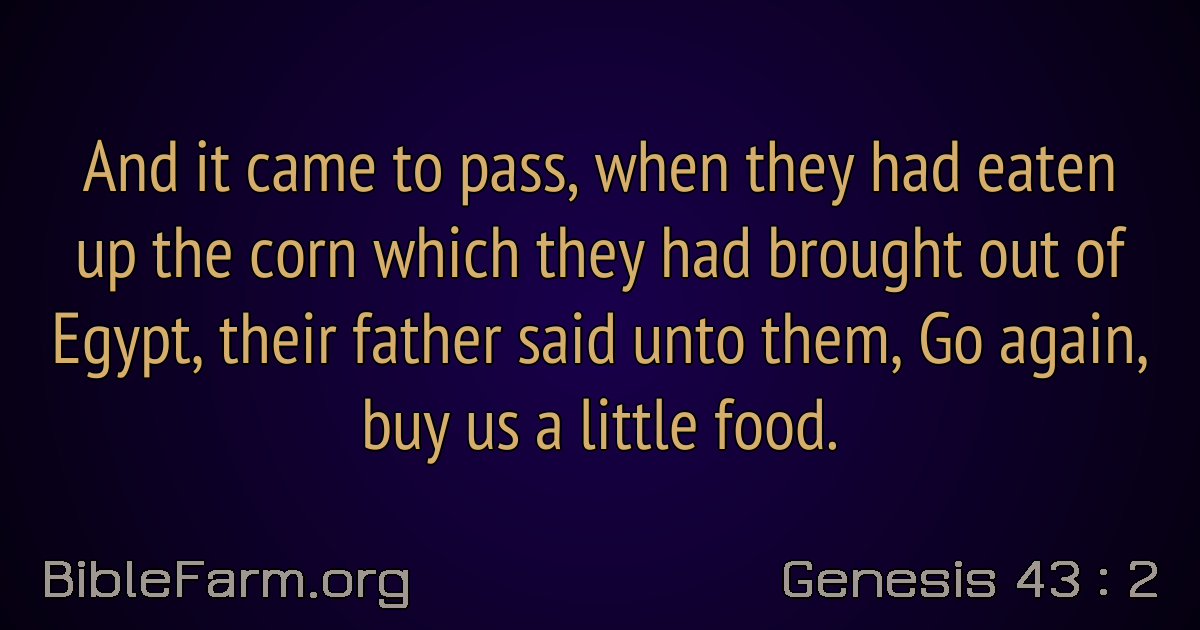 And it came to pass, when they had eaten
up the corn which they had brought out of
Egypt, their father said unto them, Go again,
buy us a little food.
BibleFarm.org
Genesis 43 : 2